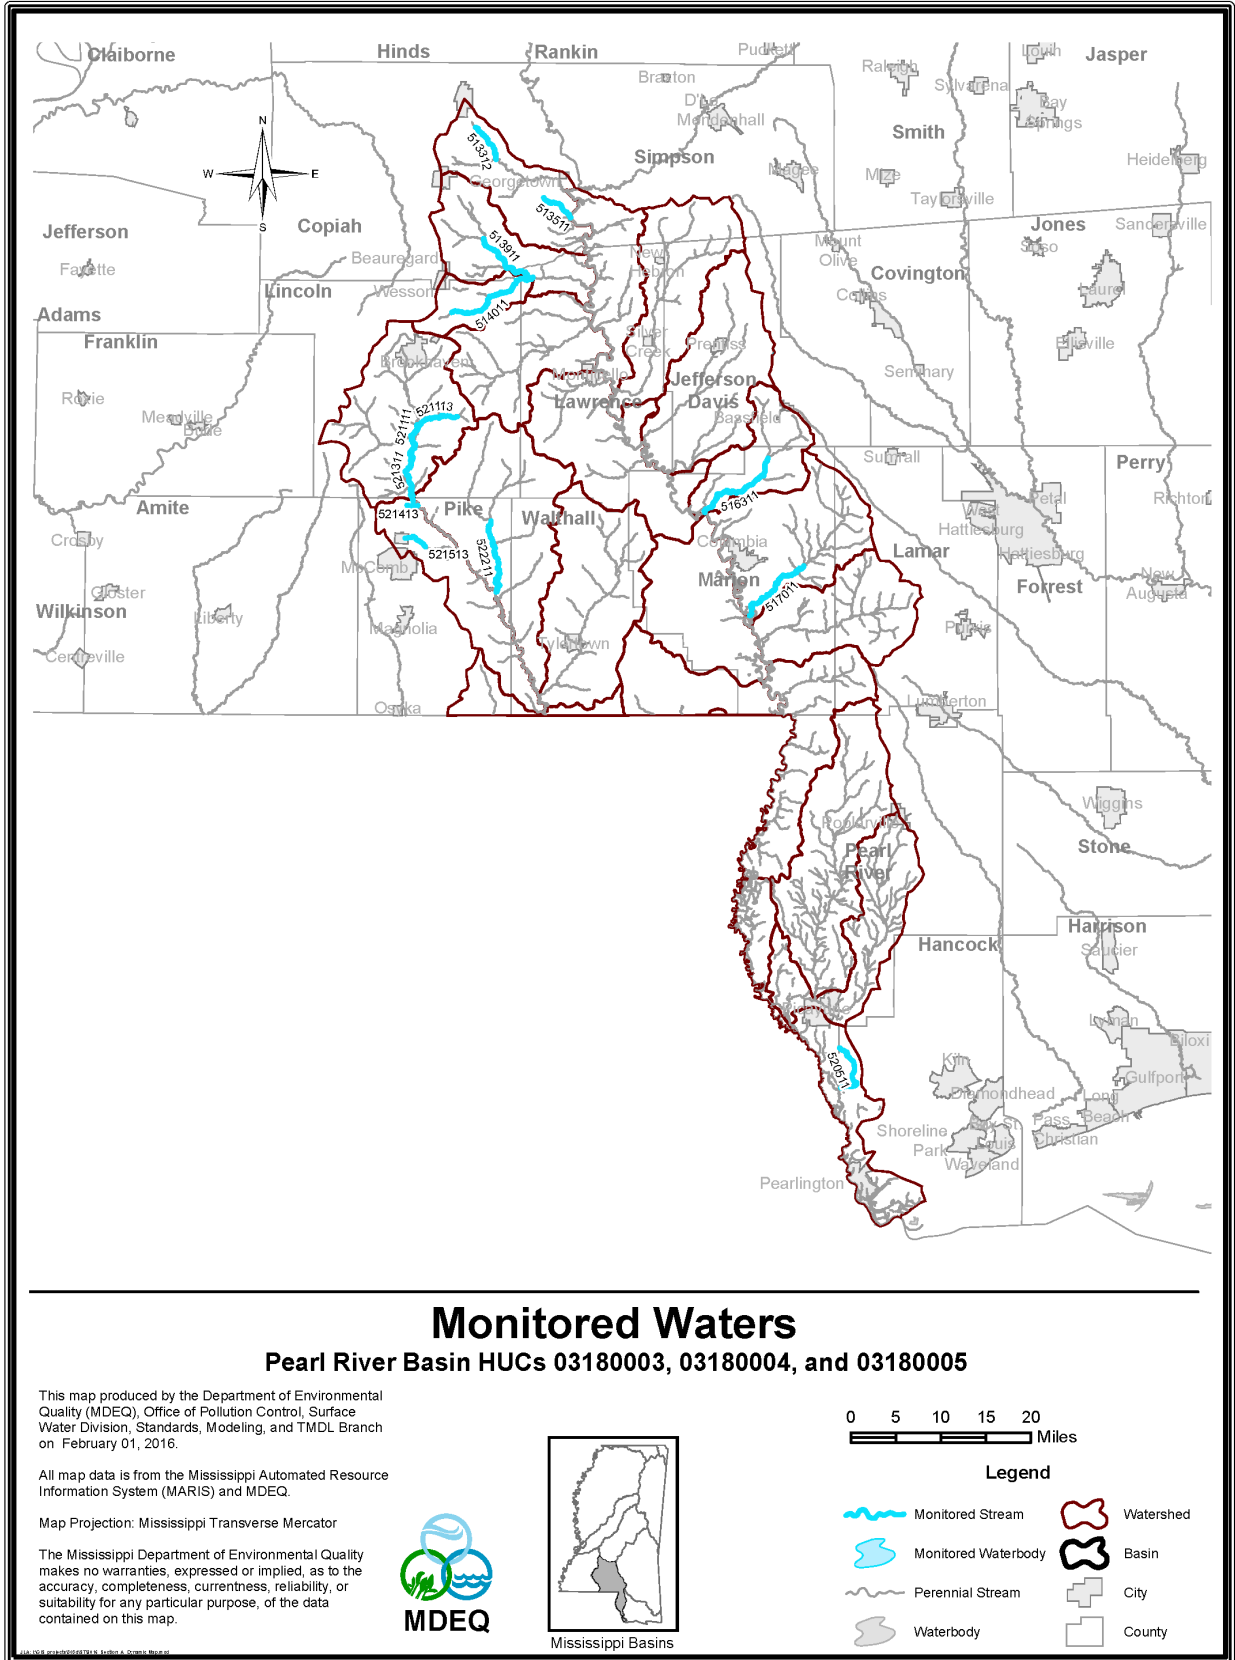 Claiborne
Hinds
Rankin
Puckett
Louin
Jasper
Raleigh
Braxton
Sylvarena
D'Lo
Mendenhall
Bay
Springs
Smith
N
W
E
S
513312
Simpson
Heidelberg
Magee
Mize
Georgetown
Taylorsville
513511
Copiah
Jefferson
Jones
Sandersville
Soso
513911
Mount
Olive
Beauregard
New
Hebron
Fayette
Covington
Lincoln
Wesson
Collins
Laurel
514011
Adams
Franklin
Silver
Creek
Prentiss
Ellisville
Brookhaven
Monticello
Jefferson
Davis
Seminary
Roxie
Lawrence
521113
Meadville
Bude
521111
Bassfield
521311
Sumrall
Perry
Amite
Pike
516311
Petal
Richton
521413
Walthall
West
Hattiesburg
Crosby
522211
Columbia
521513
Lamar
Hattiesburg
McComb
Marion
New
Augusta
Gloster
517011
Forrest
Wilkinson
Liberty
Magnolia
Purvis
Tylertown
Centreville
Osyka
Lumberton
Wiggins
Poplarville
Pearl
River
Stone
Harrison
Hancock
Saucier
Picayune
Lyman
Biloxi
520511
Kiln
Gulfport
Diamondhead
Long
Beach
Pass
Christian
Bay St.
Louis
Shoreline
Park
Waveland
Pearlington
Monitored Waters
Pearl River Basin HUCs 03180003, 03180004, and 03180005
This map produced by the Department of Environmental
Quality (MDEQ), Office of Pollution Control, Surface
Water Division, Standards, Modeling, and TMDL Branch
on February 01, 2016.
All map data is from the Mississippi Automated Resource
Information System (MARIS) and MDEQ.
Map Projection: Mississippi Transverse Mercator
The Mississippi Department of Environmental Quality
makes no warranties, expressed or implied, as to the
accuracy, completeness, currentness, reliability, or
suitability for any particular purpose, of the data
contained on this map.
MDEQ
Mississippi Basins
0 5 10 15 20
Miles
Legend
Monitored Stream
Watershed
Monitored Waterbody
Basin
Perennial Stream
City
Waterbody
County